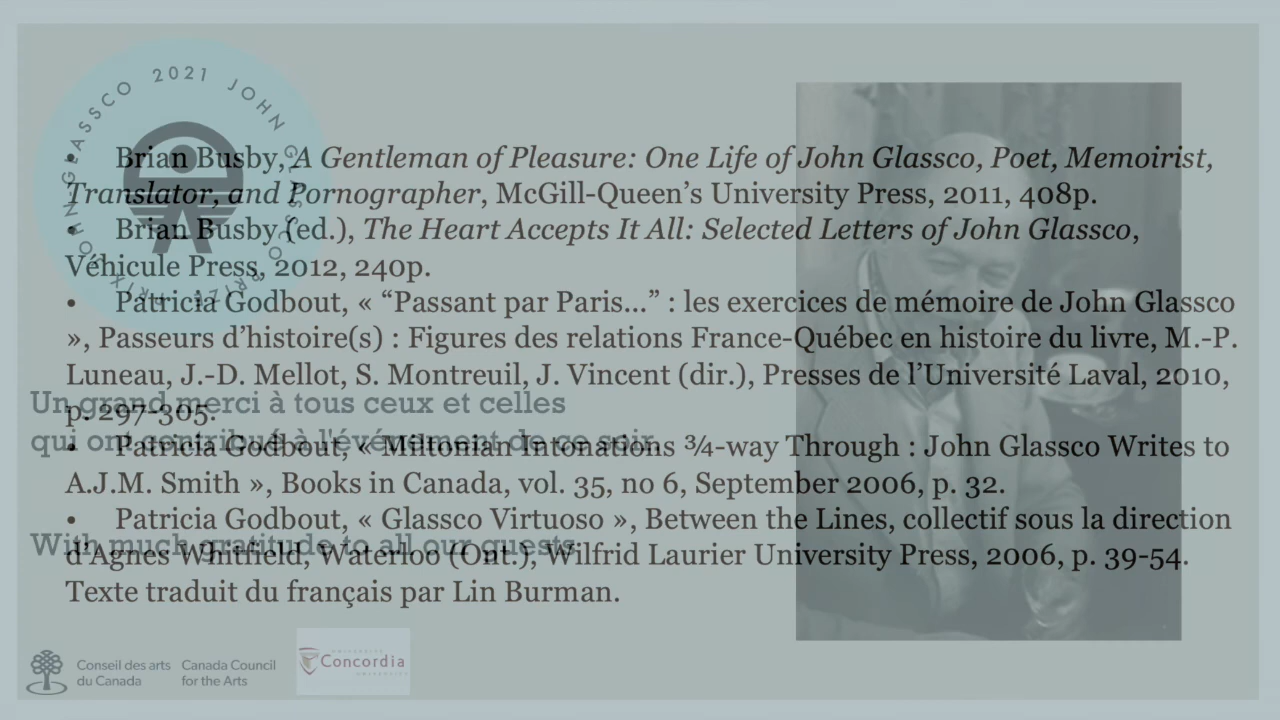 2021 JOHN GLASSCO PRIZE PRIX JOHN GLASSCO
• Brian Busby, A Gentleman of Pleasure: One Life of John Glassco, Poet, Memoirist,
Translator, and Pornographer, McGill-Queen’s University Press, 2011, 408p.
• Brian Busby (ed.), The Heart Accepts It All: Selected Letters of John Glassco,
Véhicule Press, 2012, 240p.
• Patricia Godbout, « “Passant par Paris…” : les exercices de mémoire de John Glassco
», Passeurs d’histoire(s) : Figures des relations France-Québec en histoire du livre, M.-P.
Luneau, J.-D. Mellot, S. Montreuil, J. Vincent (dir.), Presses de l’Université Laval, 2010,
p. 297-305.
• Patricia Godbout, « Miltonian Intonations ¾-way Through : John Glassco Writes to
A.J.M. Smith », Books in Canada, vol. 35, no 6, September 2006, p. 32.
• Patricia Godbout, « Glassco Virtuoso », Between the Lines, collectif sous la direction
d’Agnes Whitfield, Waterloo (Ont.), Wilfrid Laurier University Press, 2006, p. 39-54.
Texte traduit du français par Lin Burman.
Un grand merci à tous ceux et celles
qui ont contribué à l'événement de ce soir.
With much gratitude to all our guests
Conseil des arts
du Canada
Canada Council
for the Arts
UNIVERSITÉ
Concordia
UNIVERSITY